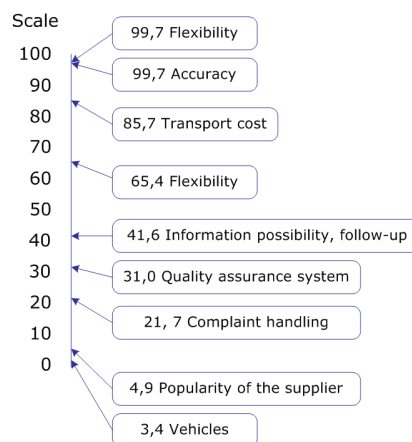 Scale
99,7 Flexibility
100
99,7 Accuracy
90
80
85,7 Transport cost
70
65,4 Flexibility
60
50
41,6 Information possibility, follow-up
40
30
31,0 Quality assurance system
20
21, 7 Complaint handling
10
0
4,9 Popularity of the supplier
3,4 Vehicles